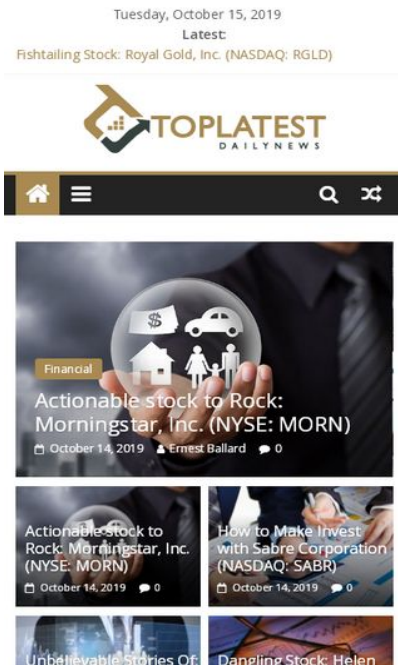 Tuesday, October 15, 2019
Latest:
Fishtailing Stock: Royal Gold, Inc. (NASDAQ: RGLD)
TOPLATEST
DAILYNEWS
$
Financial
Actionable stock to Rock:
Morningstar, Inc. (NYSE: MORN)
October 14, 2019 Ernest Ballard 0
Actionable stock to
Rock: Morningstar, Inc.
(NYSE: MORN)
October 14, 2019 0
How to Make Invest
with Sabre Corporation
(NASDAQ: SABR)
October 14, 2019 0
Unbelievable Stories Of
Dangling Stock: Helen